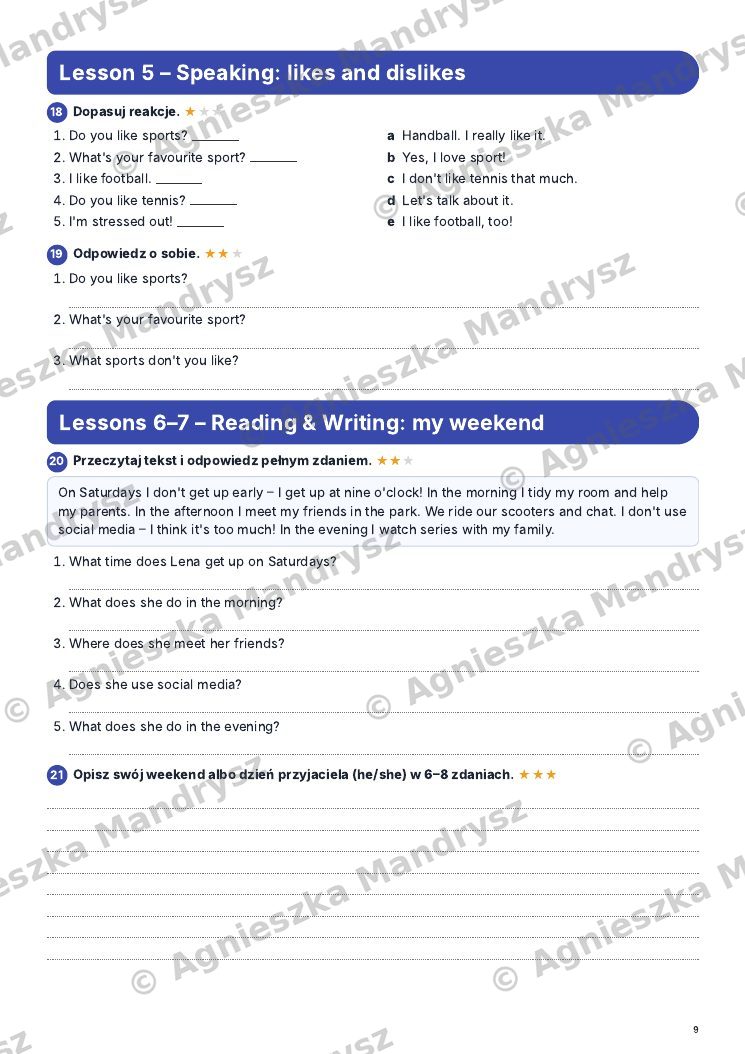 Lesson 5 – Speaking: likes and dislikes
18 Dopasuj reakcje. ★★★
1. Do you like sports? ______
2. What's your favourite sport? ______
3. I like football. ______
4. Do you like tennis? ______
5. I'm stressed out! ______
a Handball. I really like it.
b Yes, I love sport!
c I don't like tennis that much.
d Let's talk about it.
e I like football, too!
19 Odpowiedz o sobie. ★★★
1. Do you like sports?
2. What's your favourite sport?
3. What sports don't you like?
Lessons 6–7 – Reading & Writing: my weekend
20 Przeczytaj tekst i odpowiedz pełnym zdaniem. ★★★
On Saturdays I don't get up early – I get up at nine o'clock! In the morning I tidy my room and help
my parents. In the afternoon I meet my friends in the park. We ride our scooters and chat. I don't use
social media – I think it's too much! In the evening I watch series with my family.
1. What time does Lena get up on Saturdays?
2. What does she do in the morning?
3. Where does she meet her friends?
4. Does she use social media?
5. What does she do in the evening?
21 Opisz swój weekend albo dzień przyjaciela (he/she) w 6–8 zdaniach. ★★★
9
© Agnieszka Mandrysz